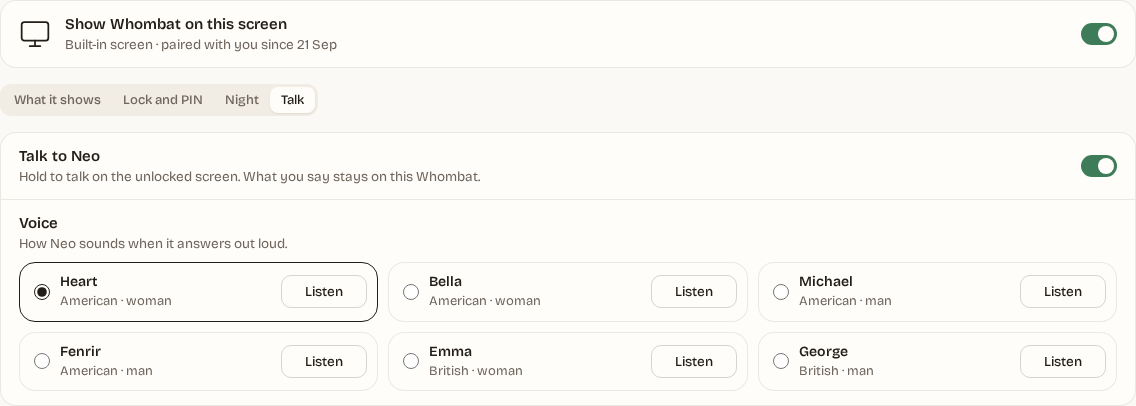 Show Whombat on this screen
Built-in screen · paired with you since 21 Sep
What it shows
Lock and PIN
Night
Talk
Talk to Neo
Hold to talk on the unlocked screen. What you say stays on this Whombat.
Voice
How Neo sounds when it answers out loud.
Heart
American · woman
Listen
Bella
American · woman
Listen
Michael
American · man
Listen
Fenrir
American · man
Listen
Emma
British · woman
Listen
George
British · man
Listen